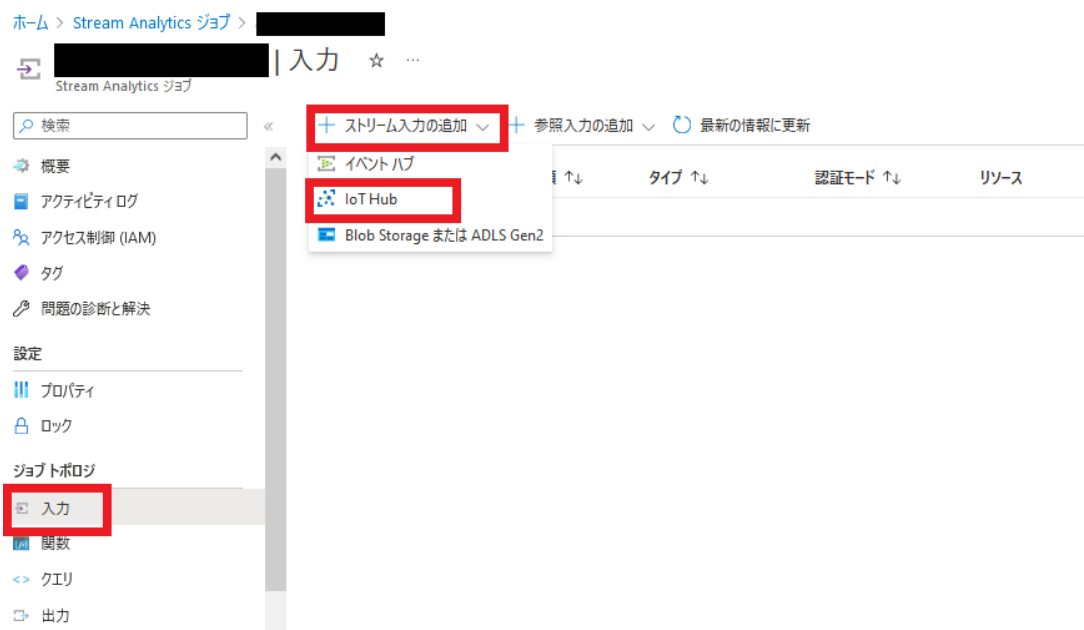 ホーム > Stream Analytics ジョブ >
| 入力 ☆ …
Stream Analytics ジョブ
検索 «
+ ストリーム入力の追加 + 参照入力の追加 最新の情報に更新
イベント ハブ
IoT Hub
Blob Storage または ADLS Gen2
↑↓ タイプ ↑↓ 認証モード ↑↓ リソース
概要
アクティビティ ログ
アクセス制御 (IAM)
タグ
問題の診断と解決
設定
プロパティ
ロック
ジョブ トポロジ
入力
関数
クエリ
出力